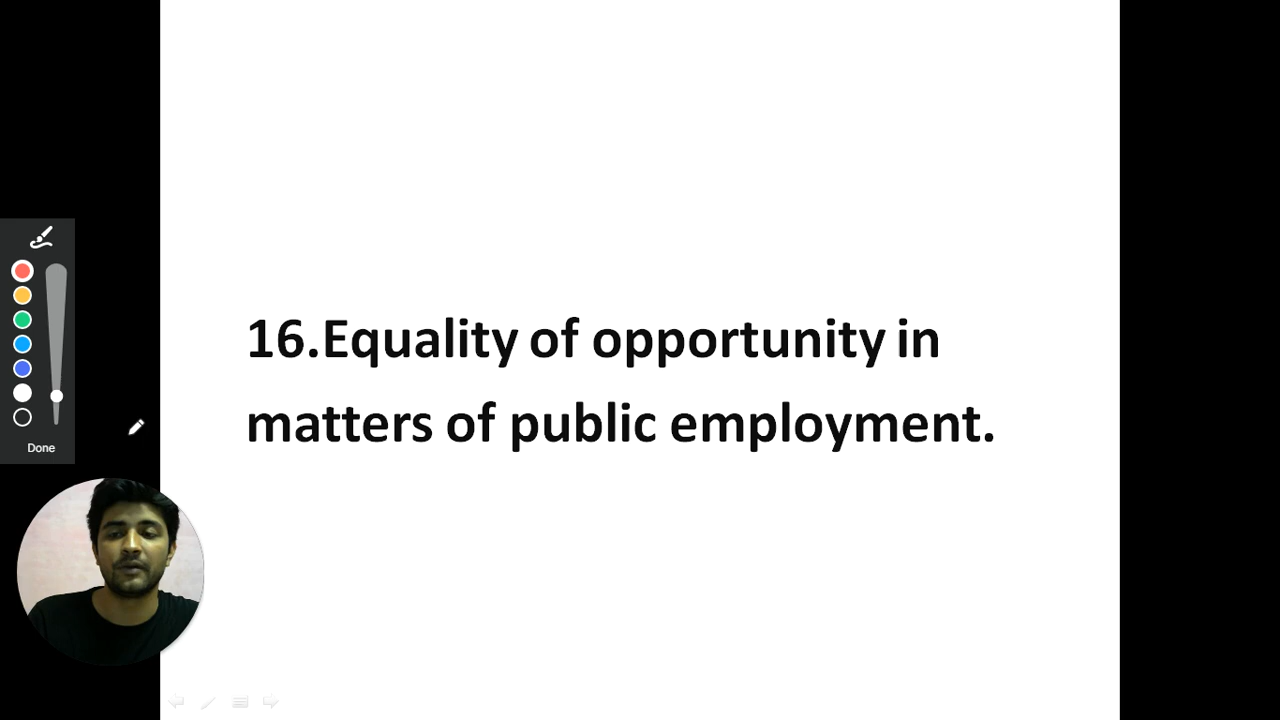 16.Equality of opportunity in
matters of public employment.
Done